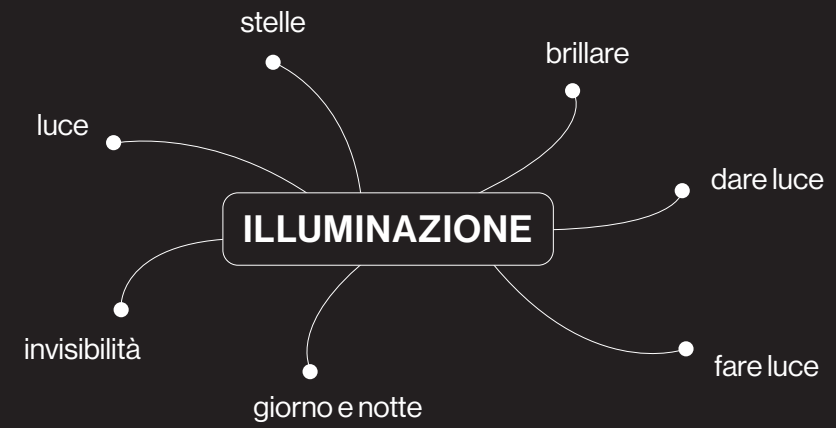 stelle
brillare
luce
dare luce
ILLUMINAZIONE
invisibilità
fare luce
giorno e notte